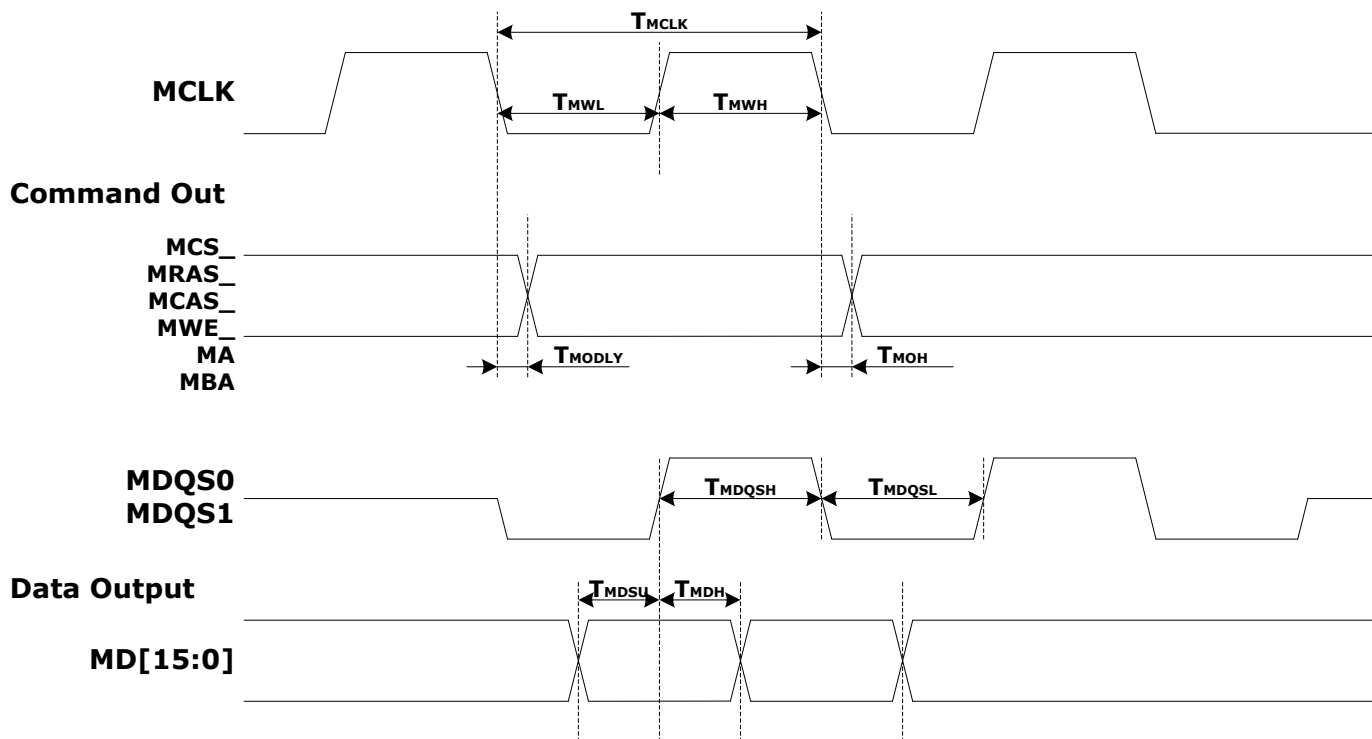 TMCLK
MCLK
TMWL
TMWH
Command Out
MCS_
MRAS_
MCAS_
MWE_
MA
MBA
TMODLY
TMOH
MDQS0
MDQS1
TMDQSH
TMDQSL
Data Output
TMDSU
TMDH
MD[15:0]